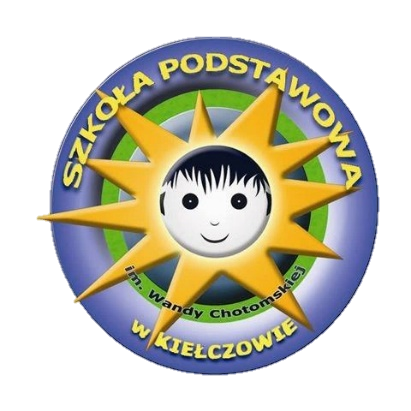 SZKOŁA PODSTAWOWA
im. Wandy Chotomskiej
W KIEŁCZOWIE